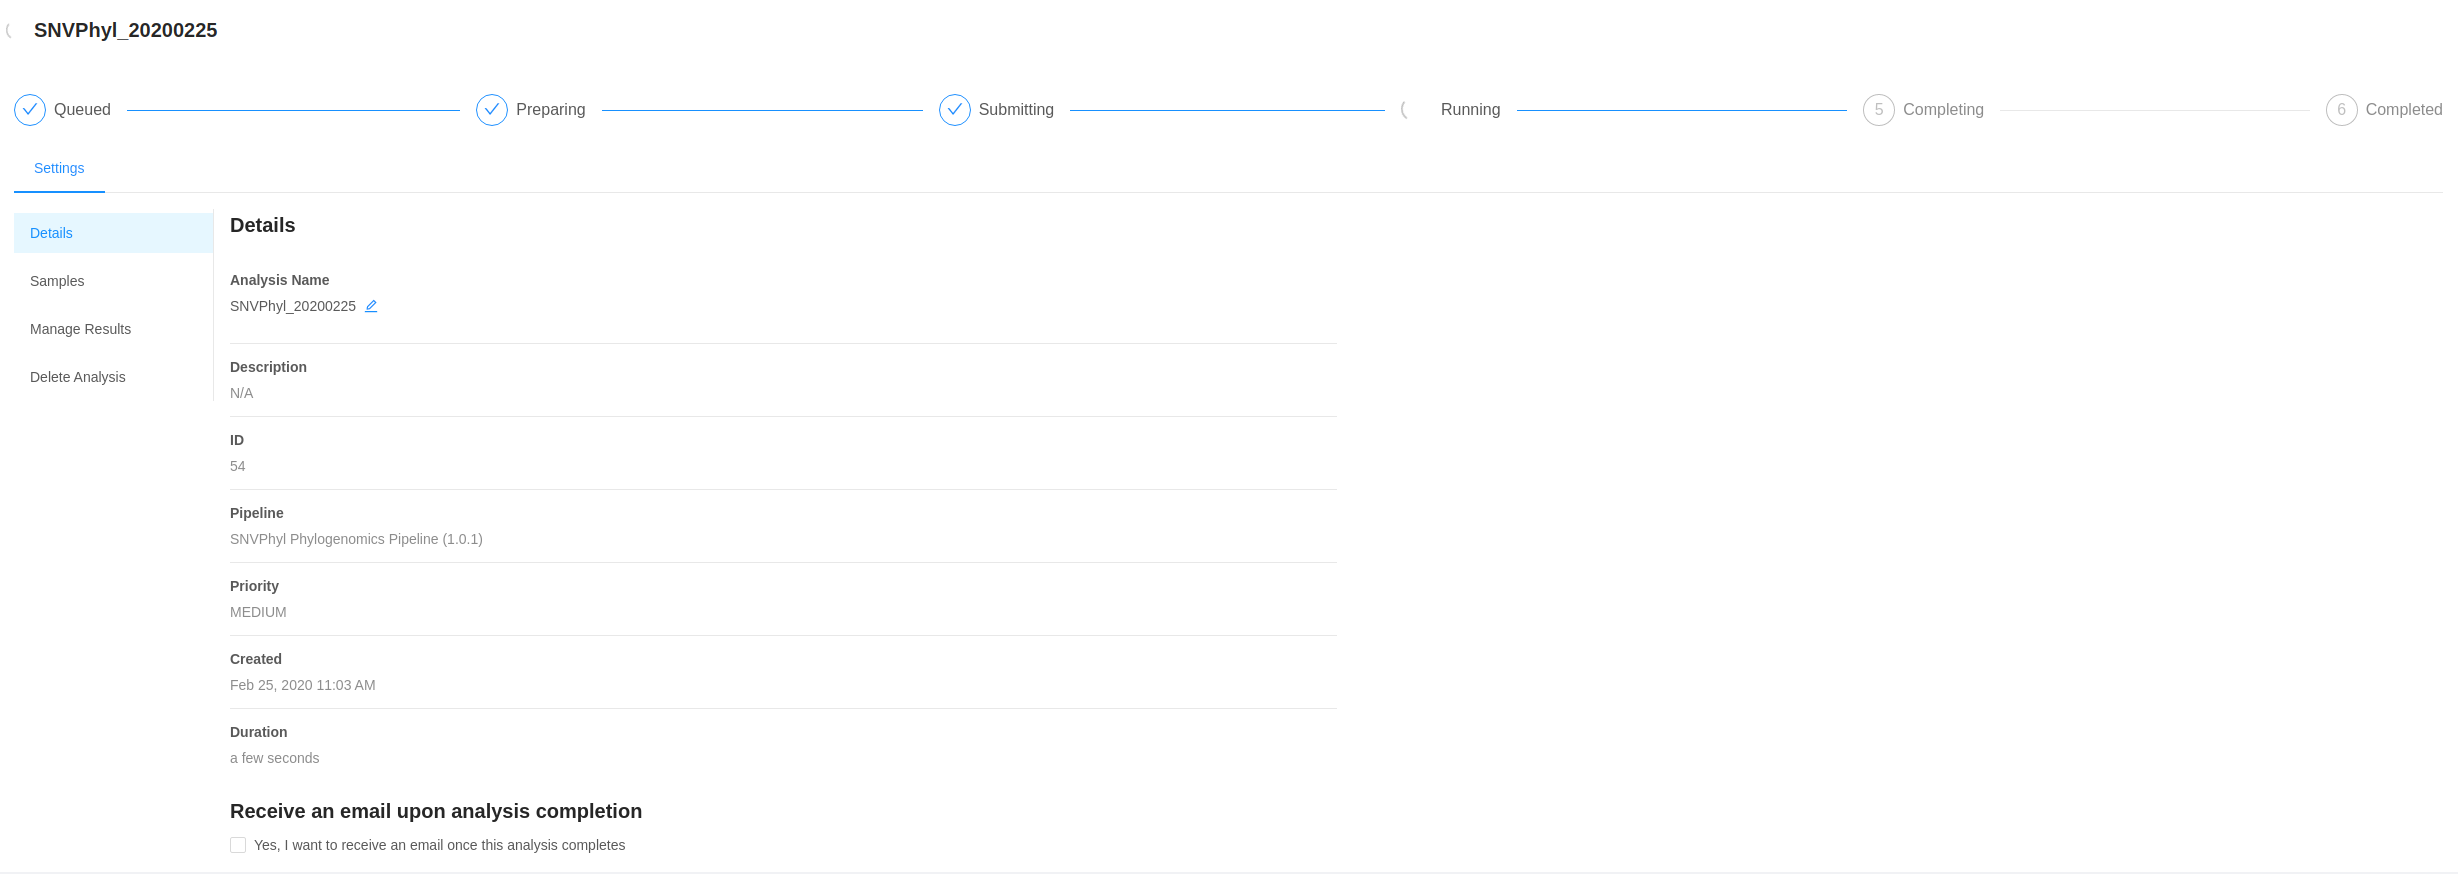 SNVPhyl_20200225
Queued
Preparing
Submitting
Running
5 Completing
6 Completed
Settings
Details
Samples
Manage Results
Delete Analysis
Details
Analysis Name
SNVPhyl_20200225
Description
N/A
ID
54
Pipeline
SNVPhyl Phylogenomics Pipeline (1.0.1)
Priority
MEDIUM
Created
Feb 25, 2020 11:03 AM
Duration
a few seconds
Receive an email upon analysis completion
Yes, I want to receive an email once this analysis completes